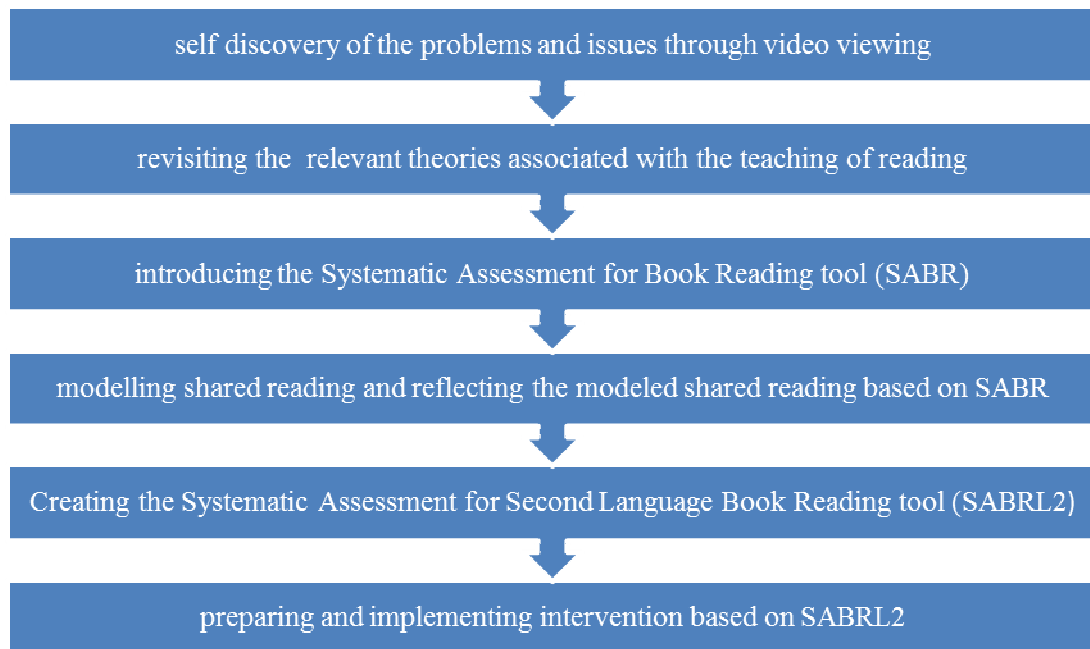 self discovery of the problems and issues through video viewing
revisiting the relevant theories associated with the teaching of reading
introducing the Systematic Assessment for Book Reading tool (SABR)
modelling shared reading and reflecting the modeled shared reading based on SABR
Creating the Systematic Assessment for Second Language Book Reading tool (SABRL2)
preparing and implementing intervention based on SABRL2